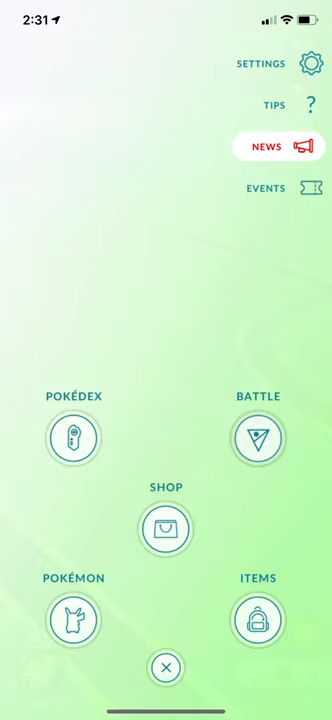 2:31
SETTINGS
TIPS
?
NEWS
EVENTS
POKÉDEX
BATTLE
SHOP
POKÉMON
ITEMS